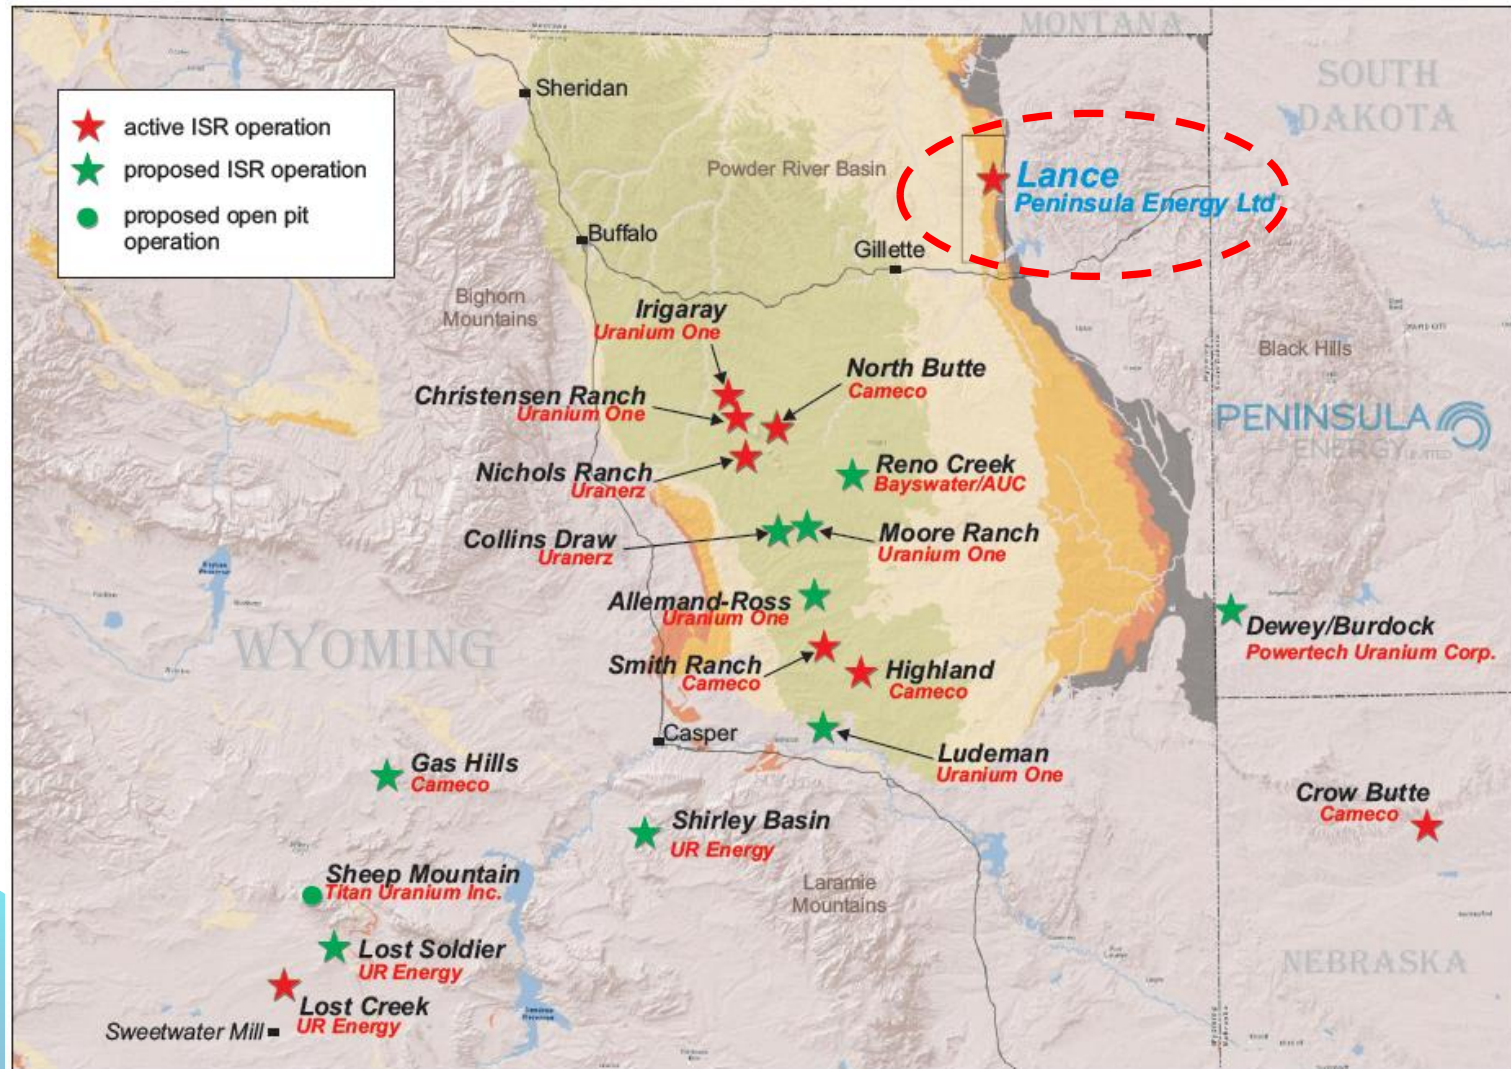 MONTANA
SOUTH
DAKOTA
active ISR operation
proposed ISR operation
proposed open pit
operation
Sheridan
Powder River Basin
Lance
Peninsula Energy Ltd
Buffalo
Gillette
Bighorn
Mountains
Irigaray
Uranium One
North Butte
Cameco
Christensen Ranch
Uranium One
Black Hills
PENINSULA
ENERGY LIMITED
Nichols Ranch
Uranerz
Reno Creek
Bayswater/AUC
Collins Draw
Uranerz
Moore Ranch
Uranium One
Allemand-Ross
Uranium One
WYOMING
Dewey/Burdock
Powertech Uranium Corp.
Smith Ranch
Cameco
Highland
Cameco
Casper
Ludeman
Uranium One
Gas Hills
Cameco
Crow Butte
Cameco
Shirley Basin
UR Energy
Sheep Mountain
Titan Uranium Inc.
Laramie
Mountains
Lost Soldier
UR Energy
NEBRASKA
Lost Creek
UR Energy
Sweetwater Mill